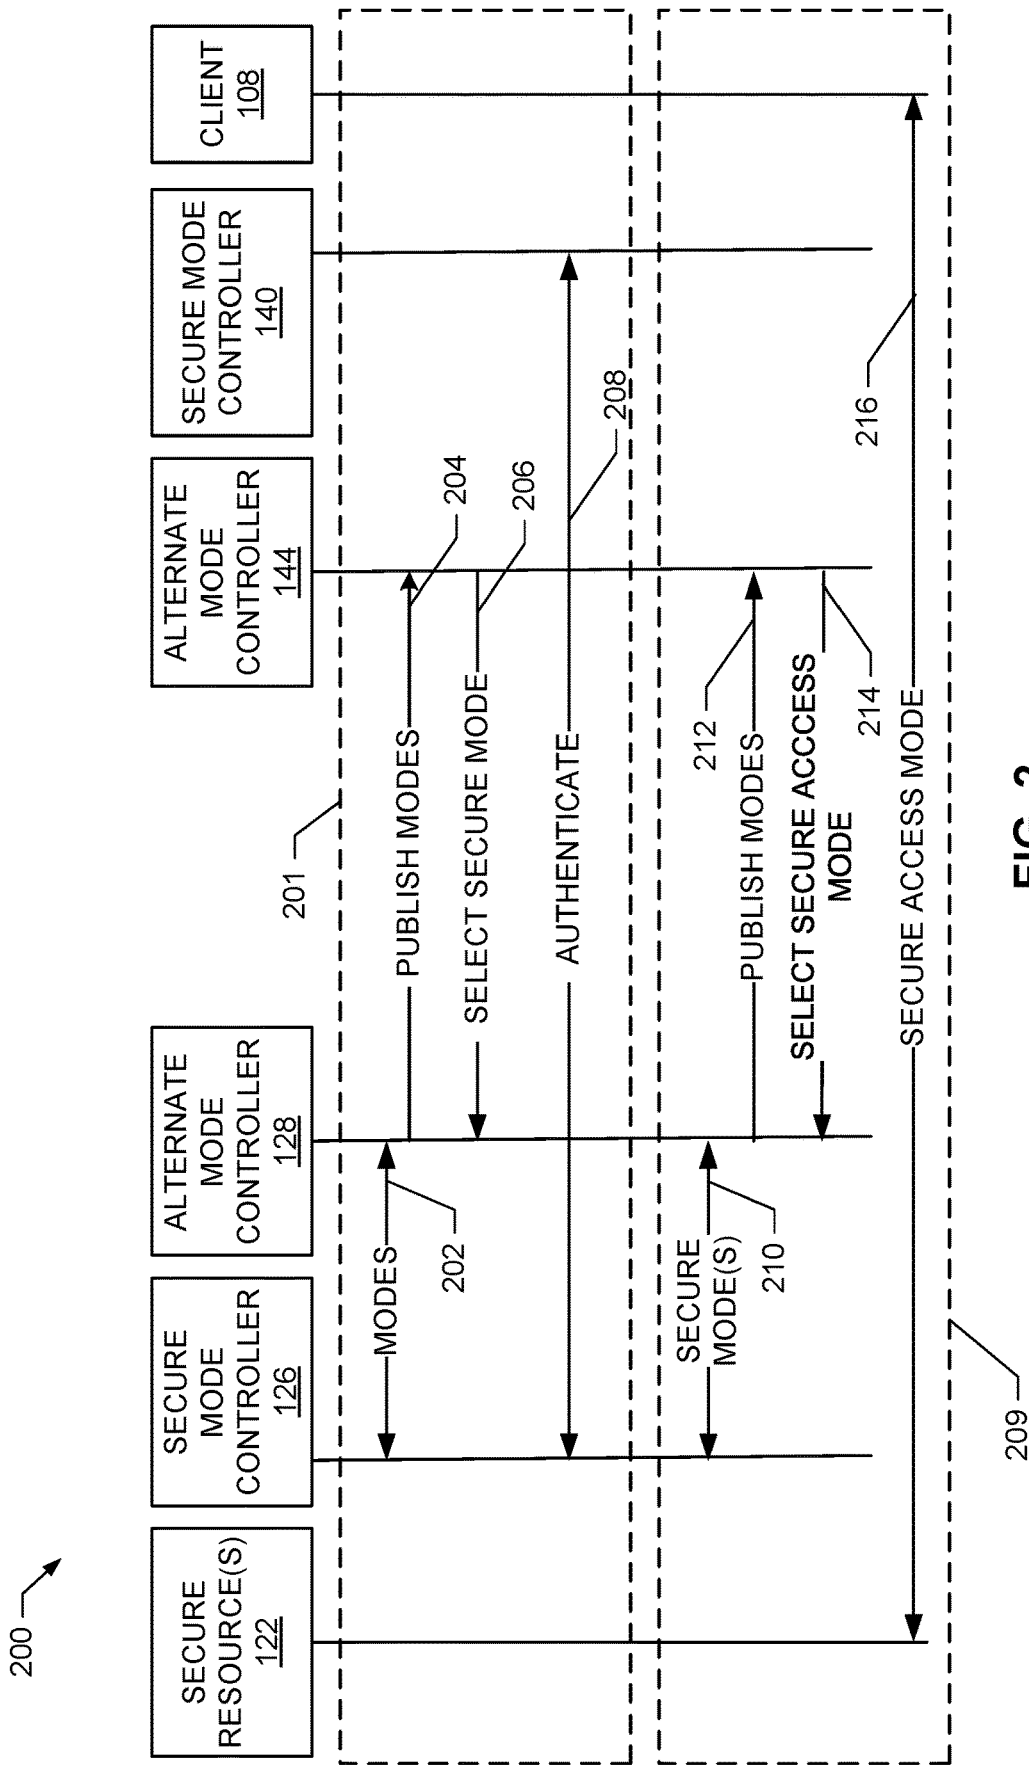 200
SECURE
RESOURCE(S)
122
SECURE
MODE
CONTROLLER
126
ALTERNATE
MODE
CONTROLLER
128
ALTERNATE
MODE
CONTROLLER
144
SECURE MODE
CONTROLLER
140
CLIENT
108
201
MODES
202
PUBLISH MODES
204
SELECT SECURE MODE
206
AUTHENTICATE
208
SECURE
MODE(S)
210
PUBLISH MODES
212
SELECT SECURE ACCCESS
MODE
214
SECURE ACCESS MODE
216
209
FIG. 2